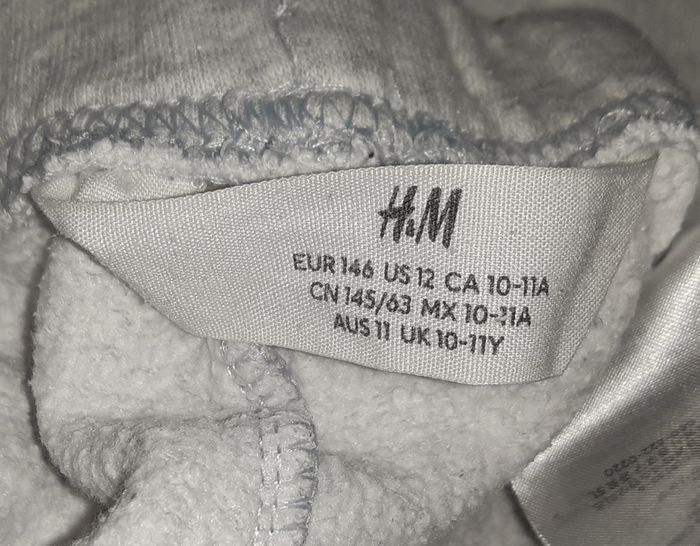 H&M
EUR 146 US 12 CA 10-11A
CN 145/63 MX 10-11A
AUS 11 UK 10-11Y